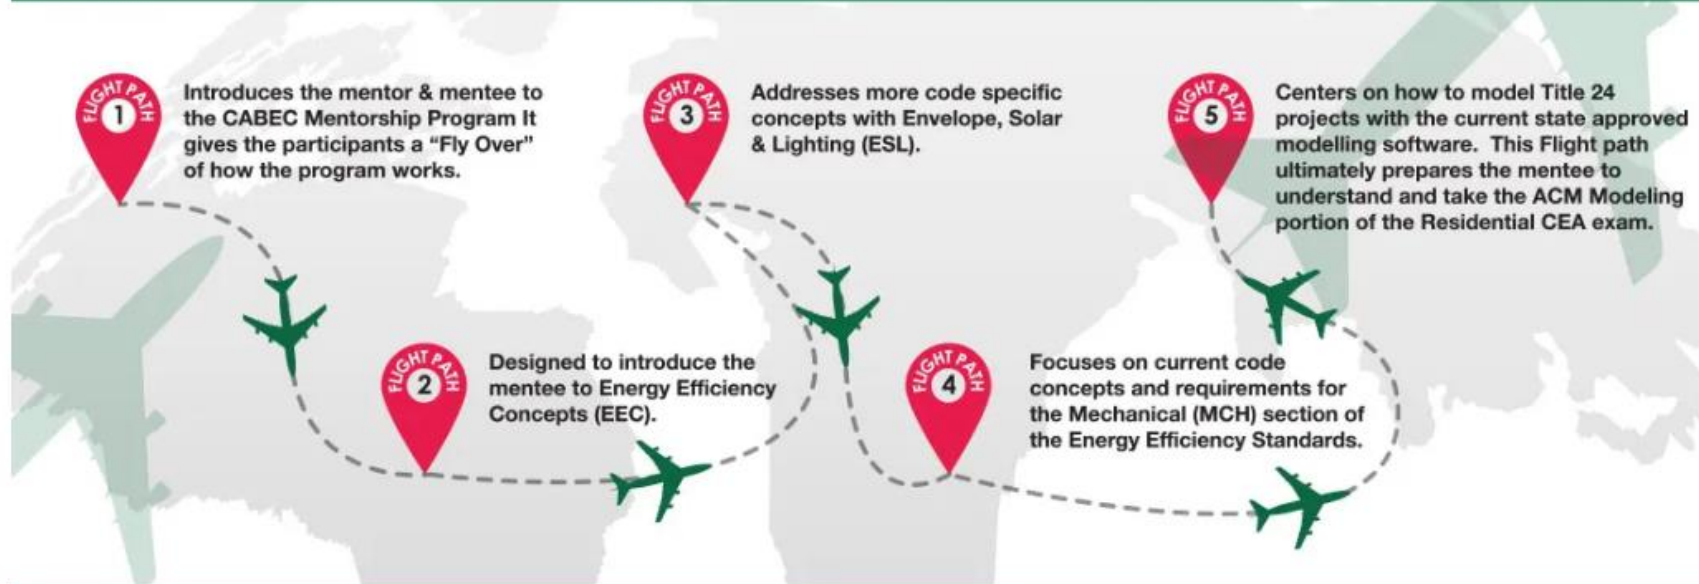 FLIGHT PATH
1
Introduces the mentor & mentee to
the CABEC Mentorship Program It
gives the participants a “Fly Over”
of how the program works.
FLIGHT PATH
2
Designed to introduce the
mentee to Energy Efficiency
Concepts (EEC).
FLIGHT PATH
3
Addresses more code specific
concepts with Envelope, Solar
& Lighting (ESL).
FLIGHT PATH
4
Focuses on current code
concepts and requirements for
the Mechanical (MCH) section of
the Energy Efficiency Standards.
FLIGHT PATH
5
Centers on how to model Title 24
projects with the current state approved
modelling software. This Flight path
ultimately prepares the mentee to
understand and take the ACM Modeling
portion of the Residential CEA exam.